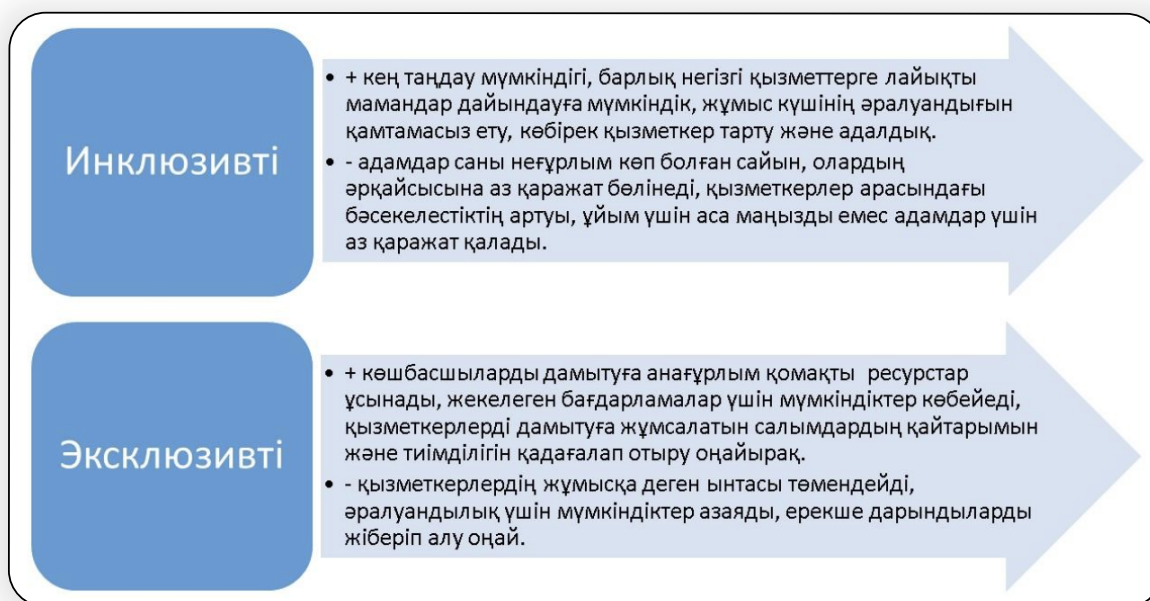 Инклюзивті
• + кең таңдау мүмкіндігі, барлық негізгі қызметтерге лайықты
мамандар дайындауға мүмкіндік, жұмыс күшінің әралуандығын
қамтамасыз ету, көбірек қызметкер тарту және адалдық.
• - адамдар саны неғұрлым көп болған сайын, олардың
әрқайсысына аз қаражат бөлінеді, қызметкерлер арасындағы
бәсекелестіктің артуы, ұйым үшін аса маңызды емес адамдар үшін
аз қаражат қалады.
Эксклюзивті
• + көшбасшыларды дамытуға анағұрлым қомақты ресурстар
ұсынады, жекелеген бағдарламалар үшін мүмкіндіктер көбейеді,
қызметкерлерді дамытуға жұмсалатын салымдардың қайтарымын
және тиімділігін қадағалап отыру оңайырақ.
• - қызметкерлердің жұмысқа деген ынтасы төмендейді,
әралуандылық үшін мүмкіндіктер азаяды, ерекше дарындыларды
жіберіп алу оңай.